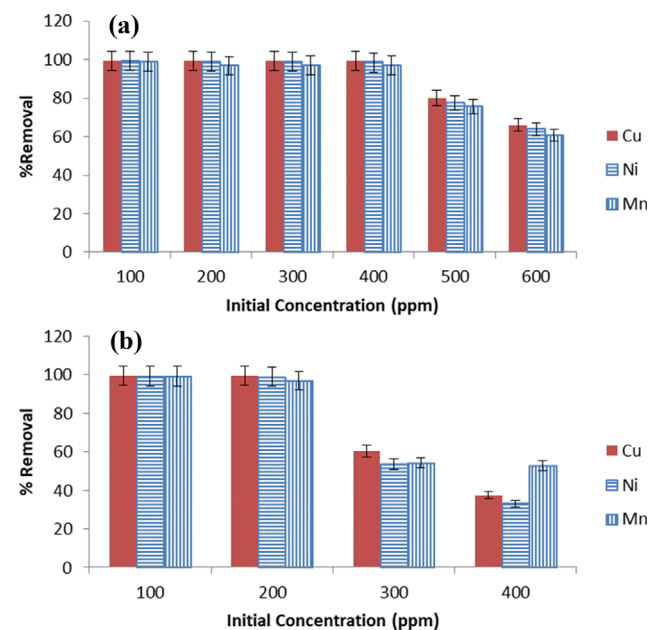 (a)
120
100
80
60
40
20
0
%Removal
100 200 300 400 500 600
Initial Concentration (ppm)
Cu
Ni
Mn
(b)
120
100
80
60
40
20
0
% Removal
100 200 300 400
Initial Concentration (ppm)
Cu
Ni
Mn